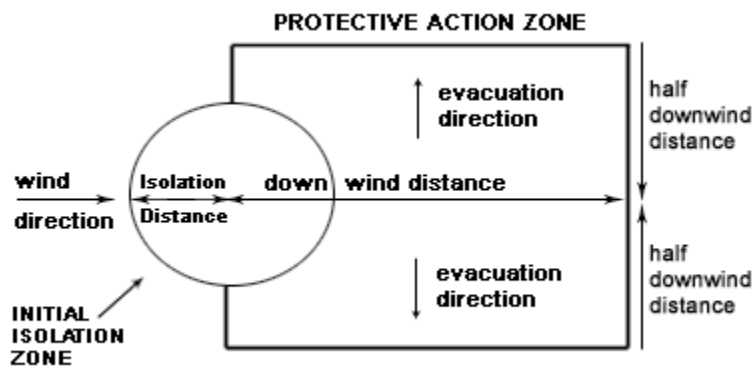 PROTECTIVE ACTION ZONE
evacuation
direction
half
downwind
distance
wind
direction
Isolation
Distance
down wind distance
evacuation
direction
half
downwind
distance
INITIAL
ISOLATION
ZONE